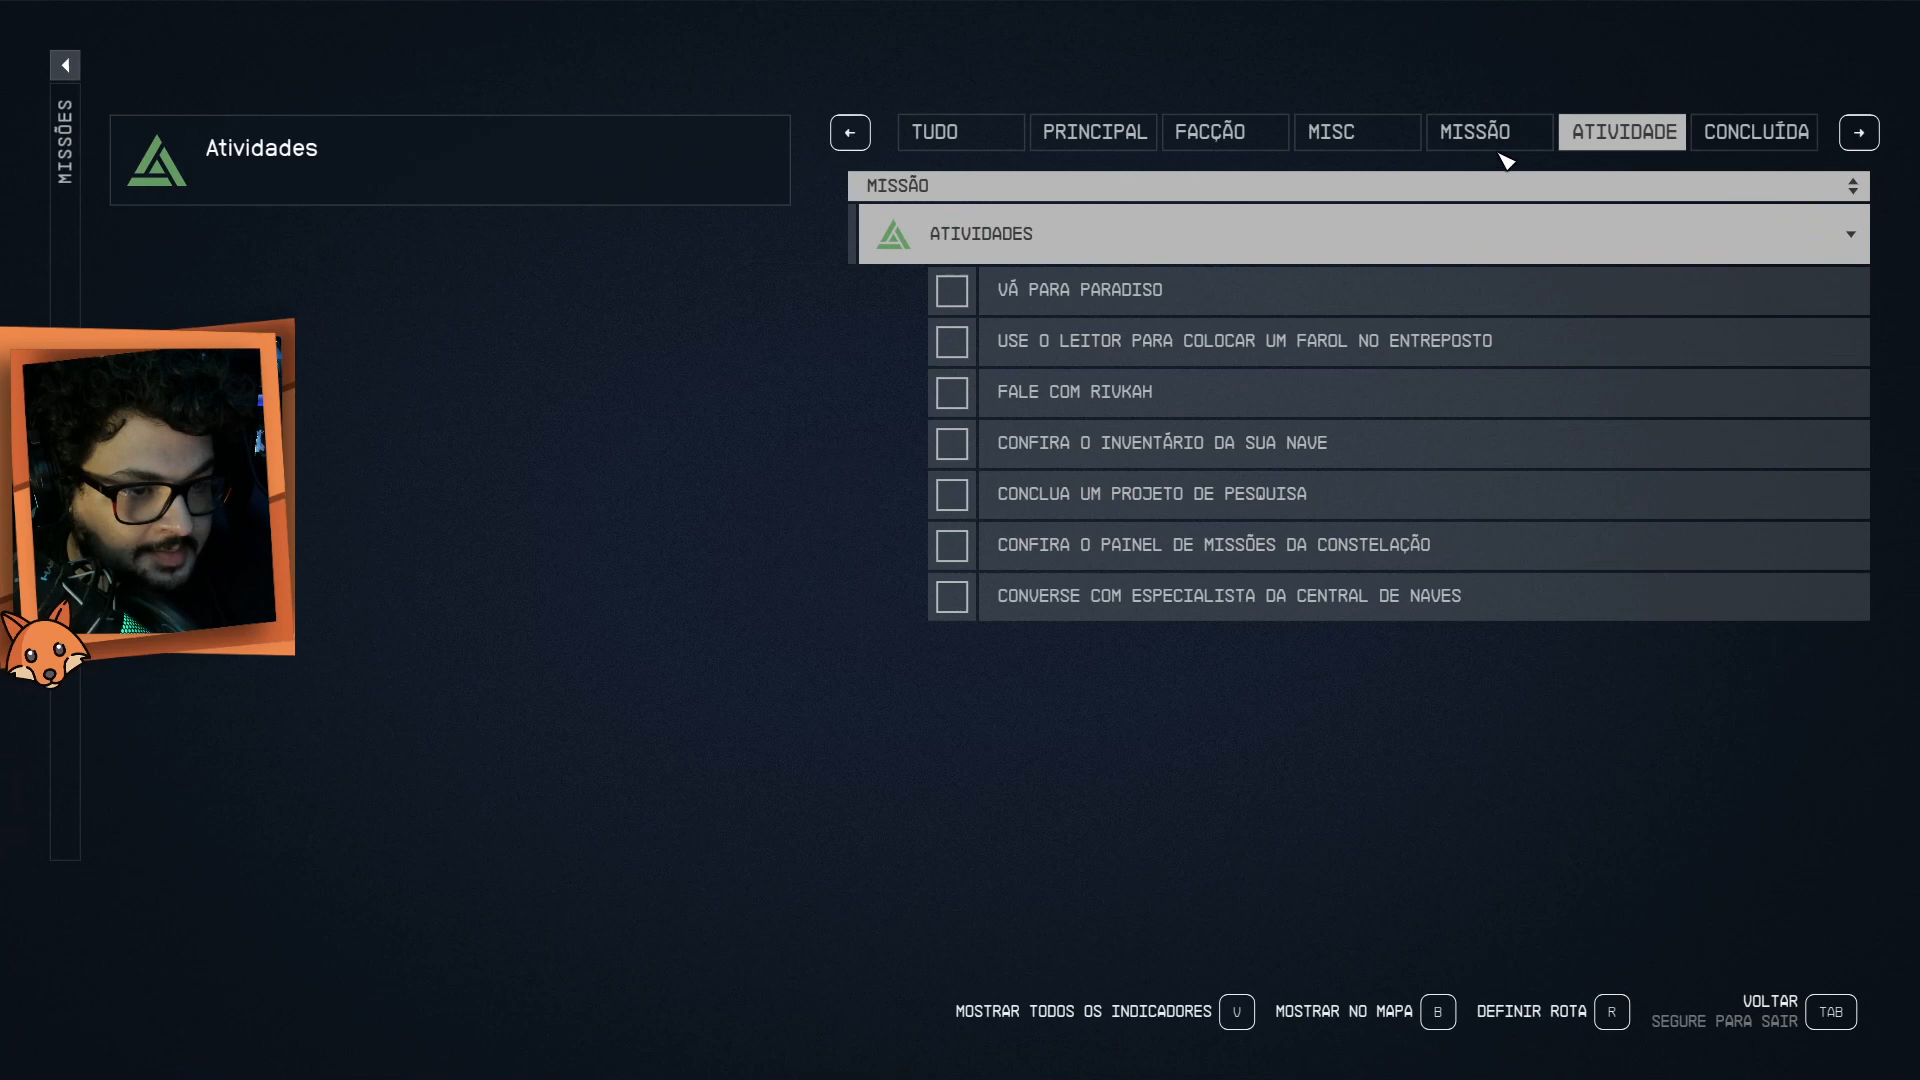 MISSÕES
Atividades
TUDO
PRINCIPAL
FACÇÃO
MISC
MISSÃO
ATIVIDADE
CONCLUÍDA
MISSÃO
ATIVIDADES
VÁ PARA PARADISO
USE O LEITOR PARA COLOCAR UM FAROL NO ENTREPOSTO
FALE COM RIVKAH
CONFIRA O INVENTÁRIO DA SUA NAVE
CONCLUA UM PROJETO DE PESQUISA
CONFIRA O PAINEL DE MISSÕES DA CONSTELAÇÃO
CONVERSE COM ESPECIALISTA DA CENTRAL DE NAVES
MOSTRAR TODOS OS INDICADORES V
MOSTRAR NO MAPA B
DEFINIR ROTA R
VOLTAR
SEGURE PARA SAIR TAB